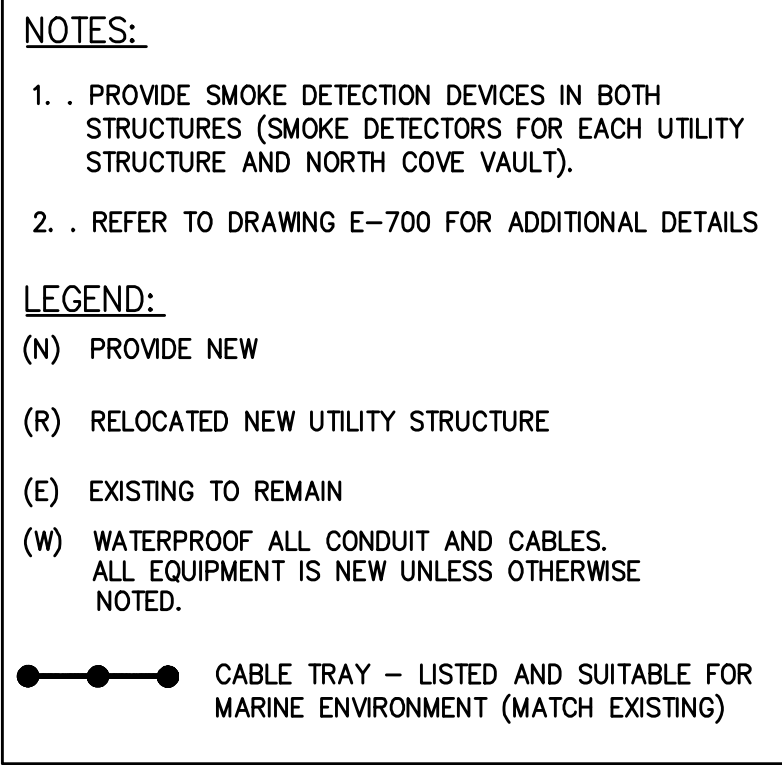 NOTES:
1. . PROVIDE SMOKE DETECTION DEVICES IN BOTH
STRUCTURES (SMOKE DETECTORS FOR EACH UTILITY
STRUCTURE AND NORTH COVE VAULT).
2. . REFER TO DRAWING E-700 FOR ADDITIONAL DETAILS
LEGEND:
(N) PROVIDE NEW
(R) RELOCATED NEW UTILITY STRUCTURE
(E) EXISTING TO REMAIN
(W) WATERPROOF ALL CONDUIT AND CABLES.
ALL EQUIPMENT IS NEW UNLESS OTHERWISE
NOTED.
CABLE TRAY – LISTED AND SUITABLE FOR
MARINE ENVIRONMENT (MATCH EXISTING)